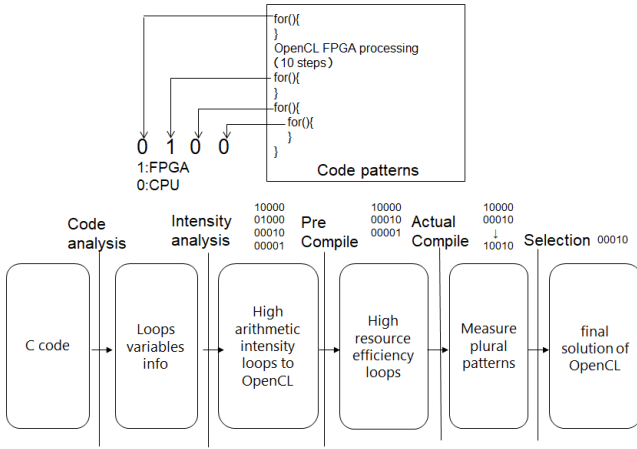 for(){
}
OpenCL FPGA processing
(10 steps)
for(){
}
for(){
for(){
}
}
Code patterns
0 1 0 0
1:FPGA
0:CPU
Code
analysis
Intensity
analysis
10000
01000
00010
00001
Pre
Compile
10000
00010
00001
Actual
Compile
10000
00010
↓
10010
Selection 00010
C code
Loops
variables
info
High
arithmetic
intensity
loops to
OpenCL
High
resource
efficiency
loops
Measure
plural
patterns
final
solution of
OpenCL